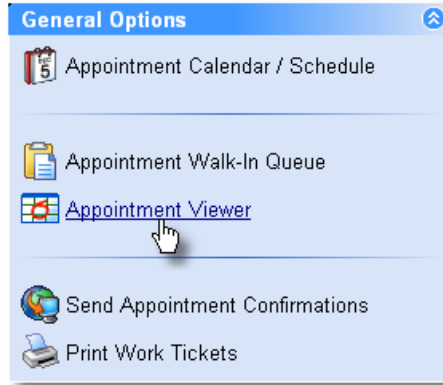 General Options
Appointment Calendar / Schedule
Appointment Walk-In Queue
Appointment Viewer
Send Appointment Confirmations
Print Work Tickets